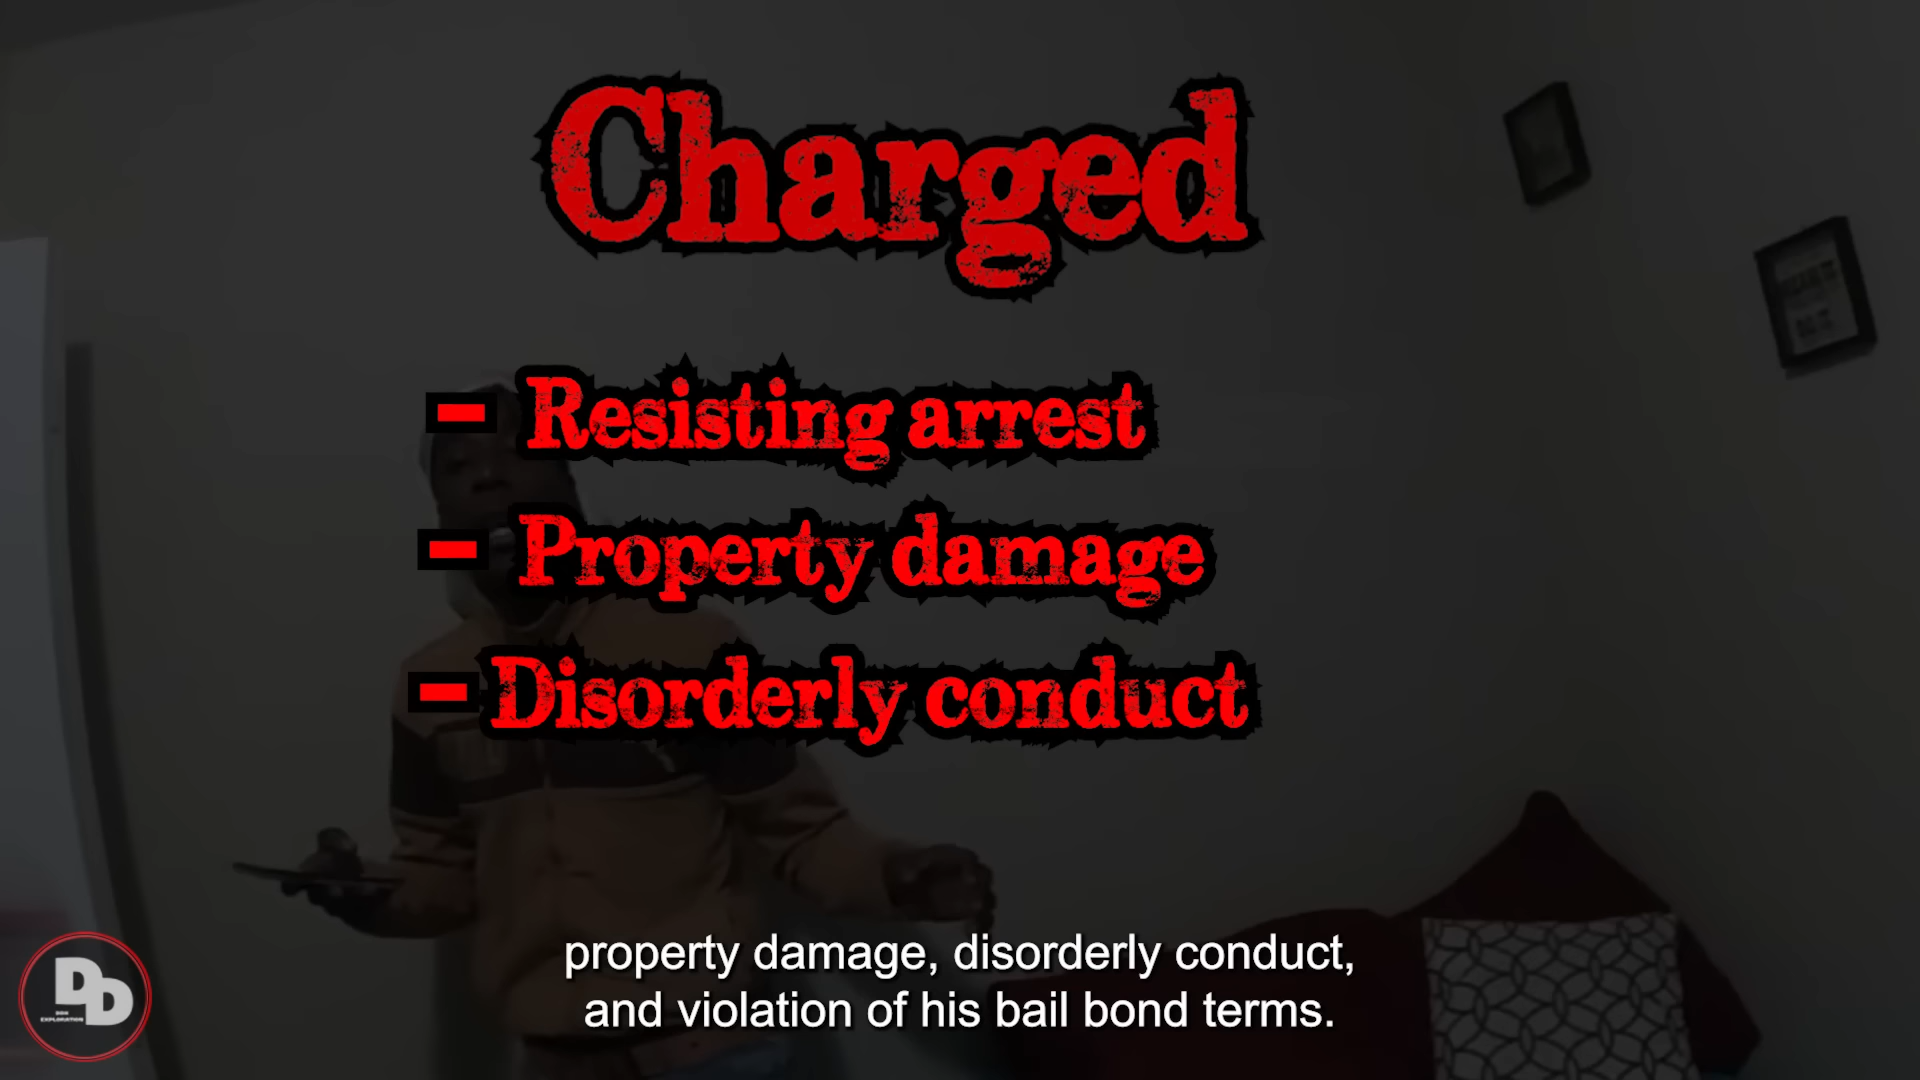 Charged
- Resisting arrest
- Property damage
- Disorderly conduct
property damage, disorderly conduct,
and violation of his bail bond terms.
DD
EXPLORATION